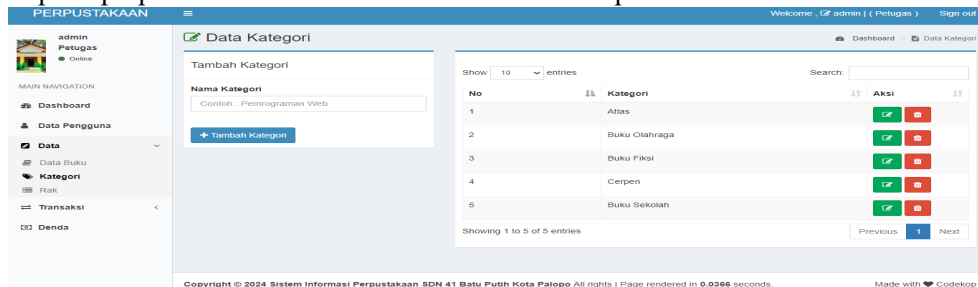 PERPUSTAKAAN
Welcome , admin | ( Petugas ) Sign out
admin
Petugas
Online
MAIN NAVIGATION
Dashboard
Data Pengguna
Data
Data Buku
Kategori
Rak
Transaksi
Denda
Data Kategori
Dashboard > Data Kategori
Tambah Kategori
Nama Kategori
Contoh : Pemrograman Web
+ Tambah Kategori
Show 10 entries Search:
No Kategori Aksi
1 Atlas
2 Buku Olahraga
3 Buku Fiksi
4 Cerpen
5 Buku Sekolah
Showing 1 to 5 of 5 entries Previous 1 Next
Copyright © 2024 Sistem Informasi Perpustakaan SDN 41 Batu Putih Kota Palopo All rights | Page rendered in 0.0366 seconds. Made with ❤ Codekop